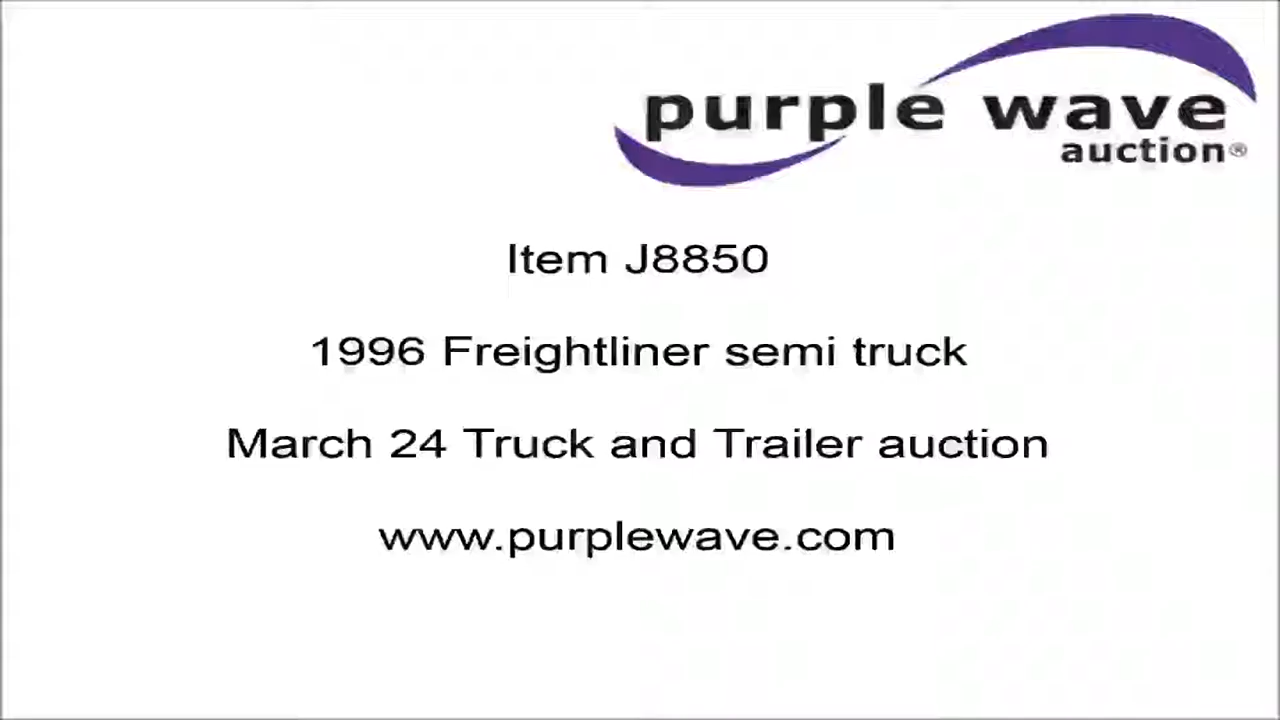 purple wave
auction®
Item J8850
1996 Freightliner semi truck
March 24 Truck and Trailer auction
www.purplewave.com